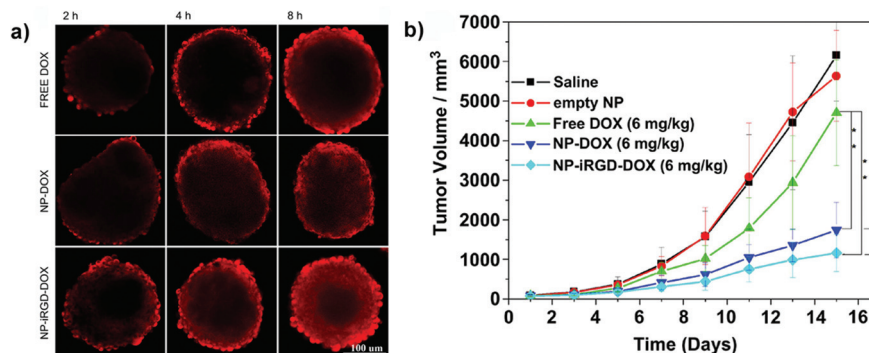 a)
2 h 4 h 8 h
FREE DOX
NP-DOX
NP-iRGD-DOX
100 um
b)
Tumor Volume / mm³
7000
6000
5000
4000
3000
2000
1000
0
Saline
empty NP
Free DOX (6 mg/kg)
NP-DOX (6 mg/kg)
NP-iRGD-DOX (6 mg/kg)
* *
* *
0 2 4 6 8 10 12 14 16
Time (Days)